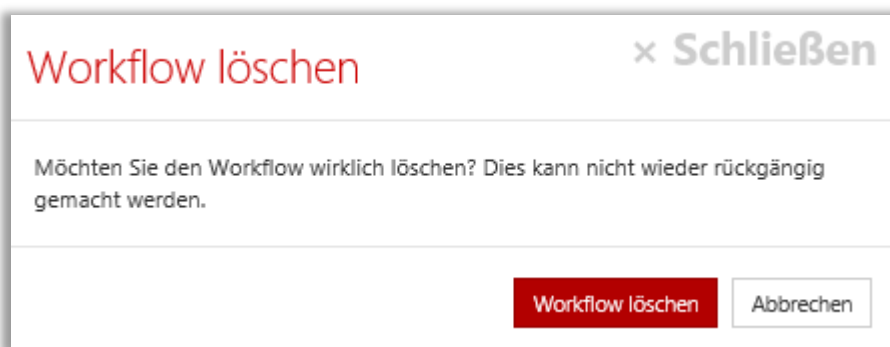 Workflow löschen
× Schließen
Möchten Sie den Workflow wirklich löschen? Dies kann nicht wieder rückgängig
gemacht werden.
Workflow löschen
Abbrechen